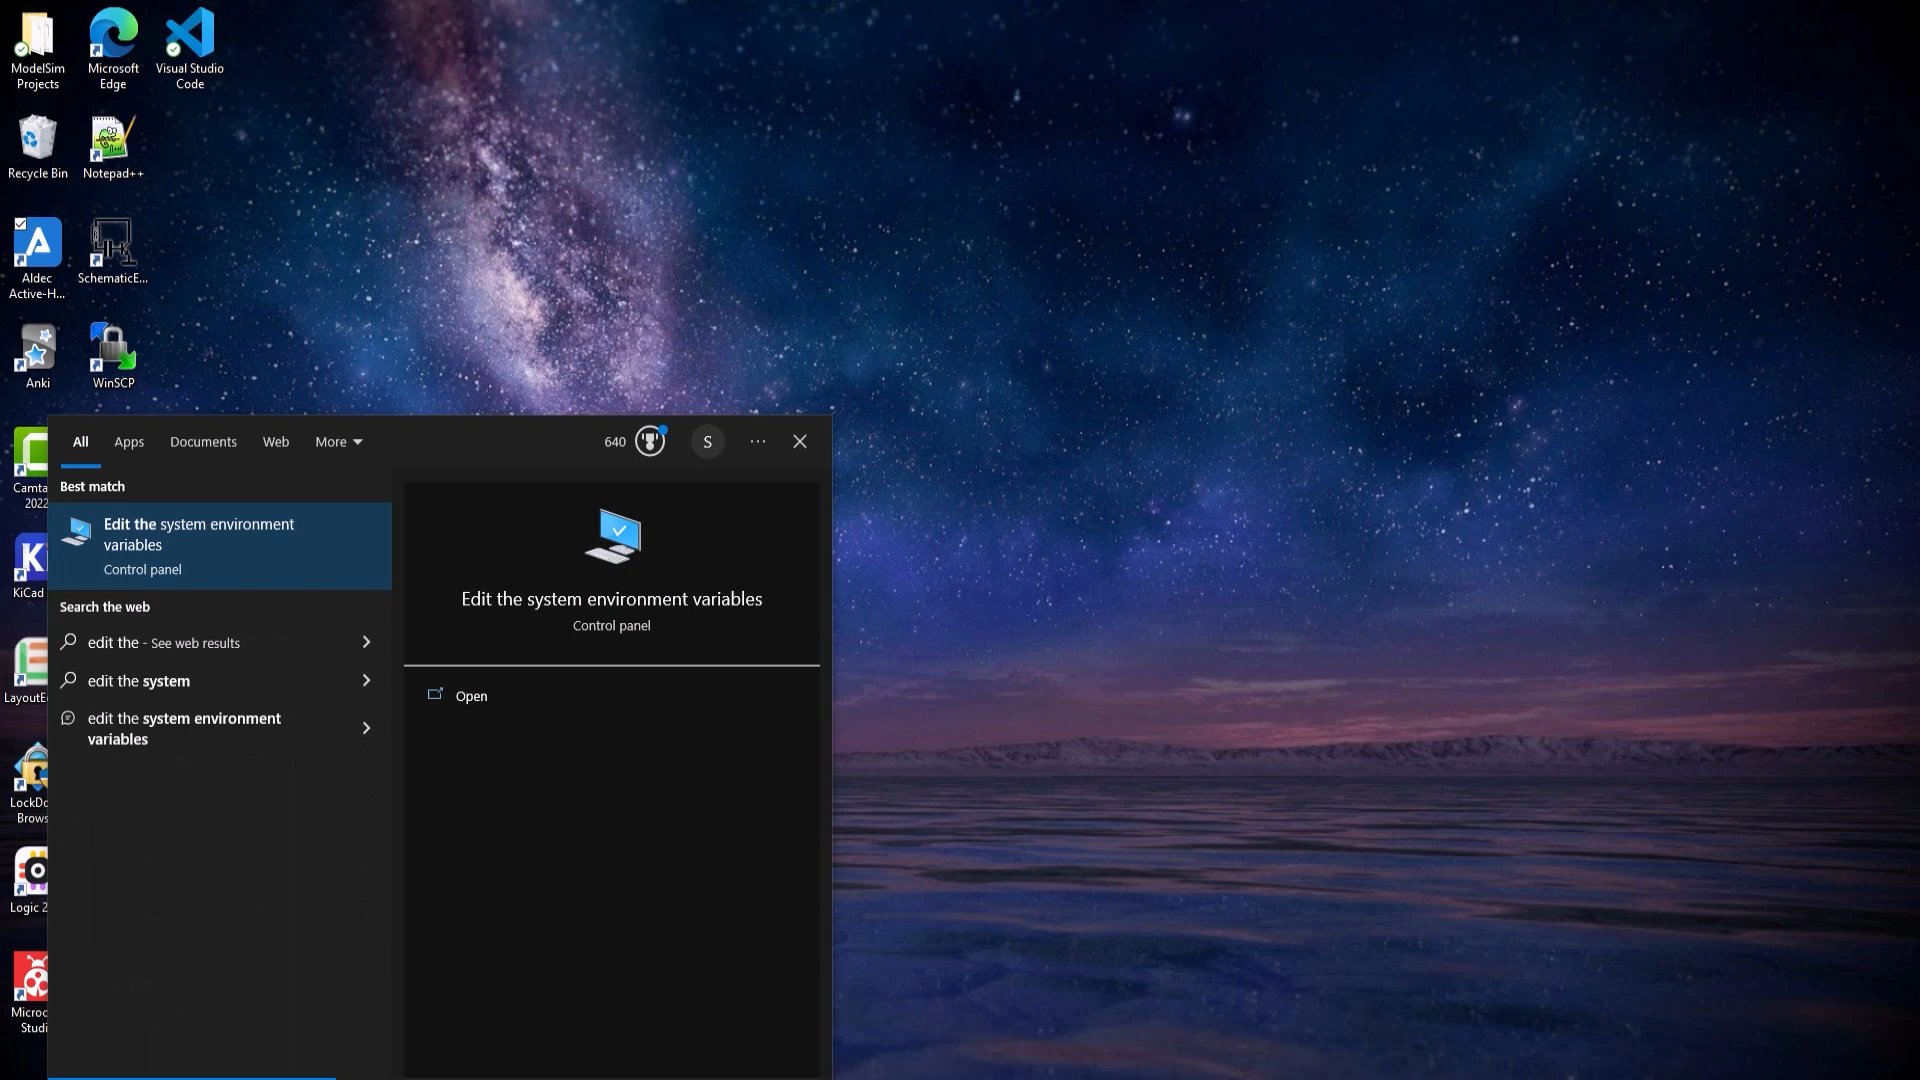 ModelSim
Projects
Microsoft
Edge
Visual Studio
Code
Recycle Bin
Notepad++
Aldec
Active-H...
SchematicE...
Anki
WinSCP
Camta
2022
KiCad
LayoutE
LockDo
Brows
Logic 2
Microc
Studi
All
Apps
Documents
Web
More
640
S
Best match
Edit the system environment
variables
Control panel
Search the web
edit the - See web results
edit the system
edit the system environment
variables
Edit the system environment variables
Control panel
Open